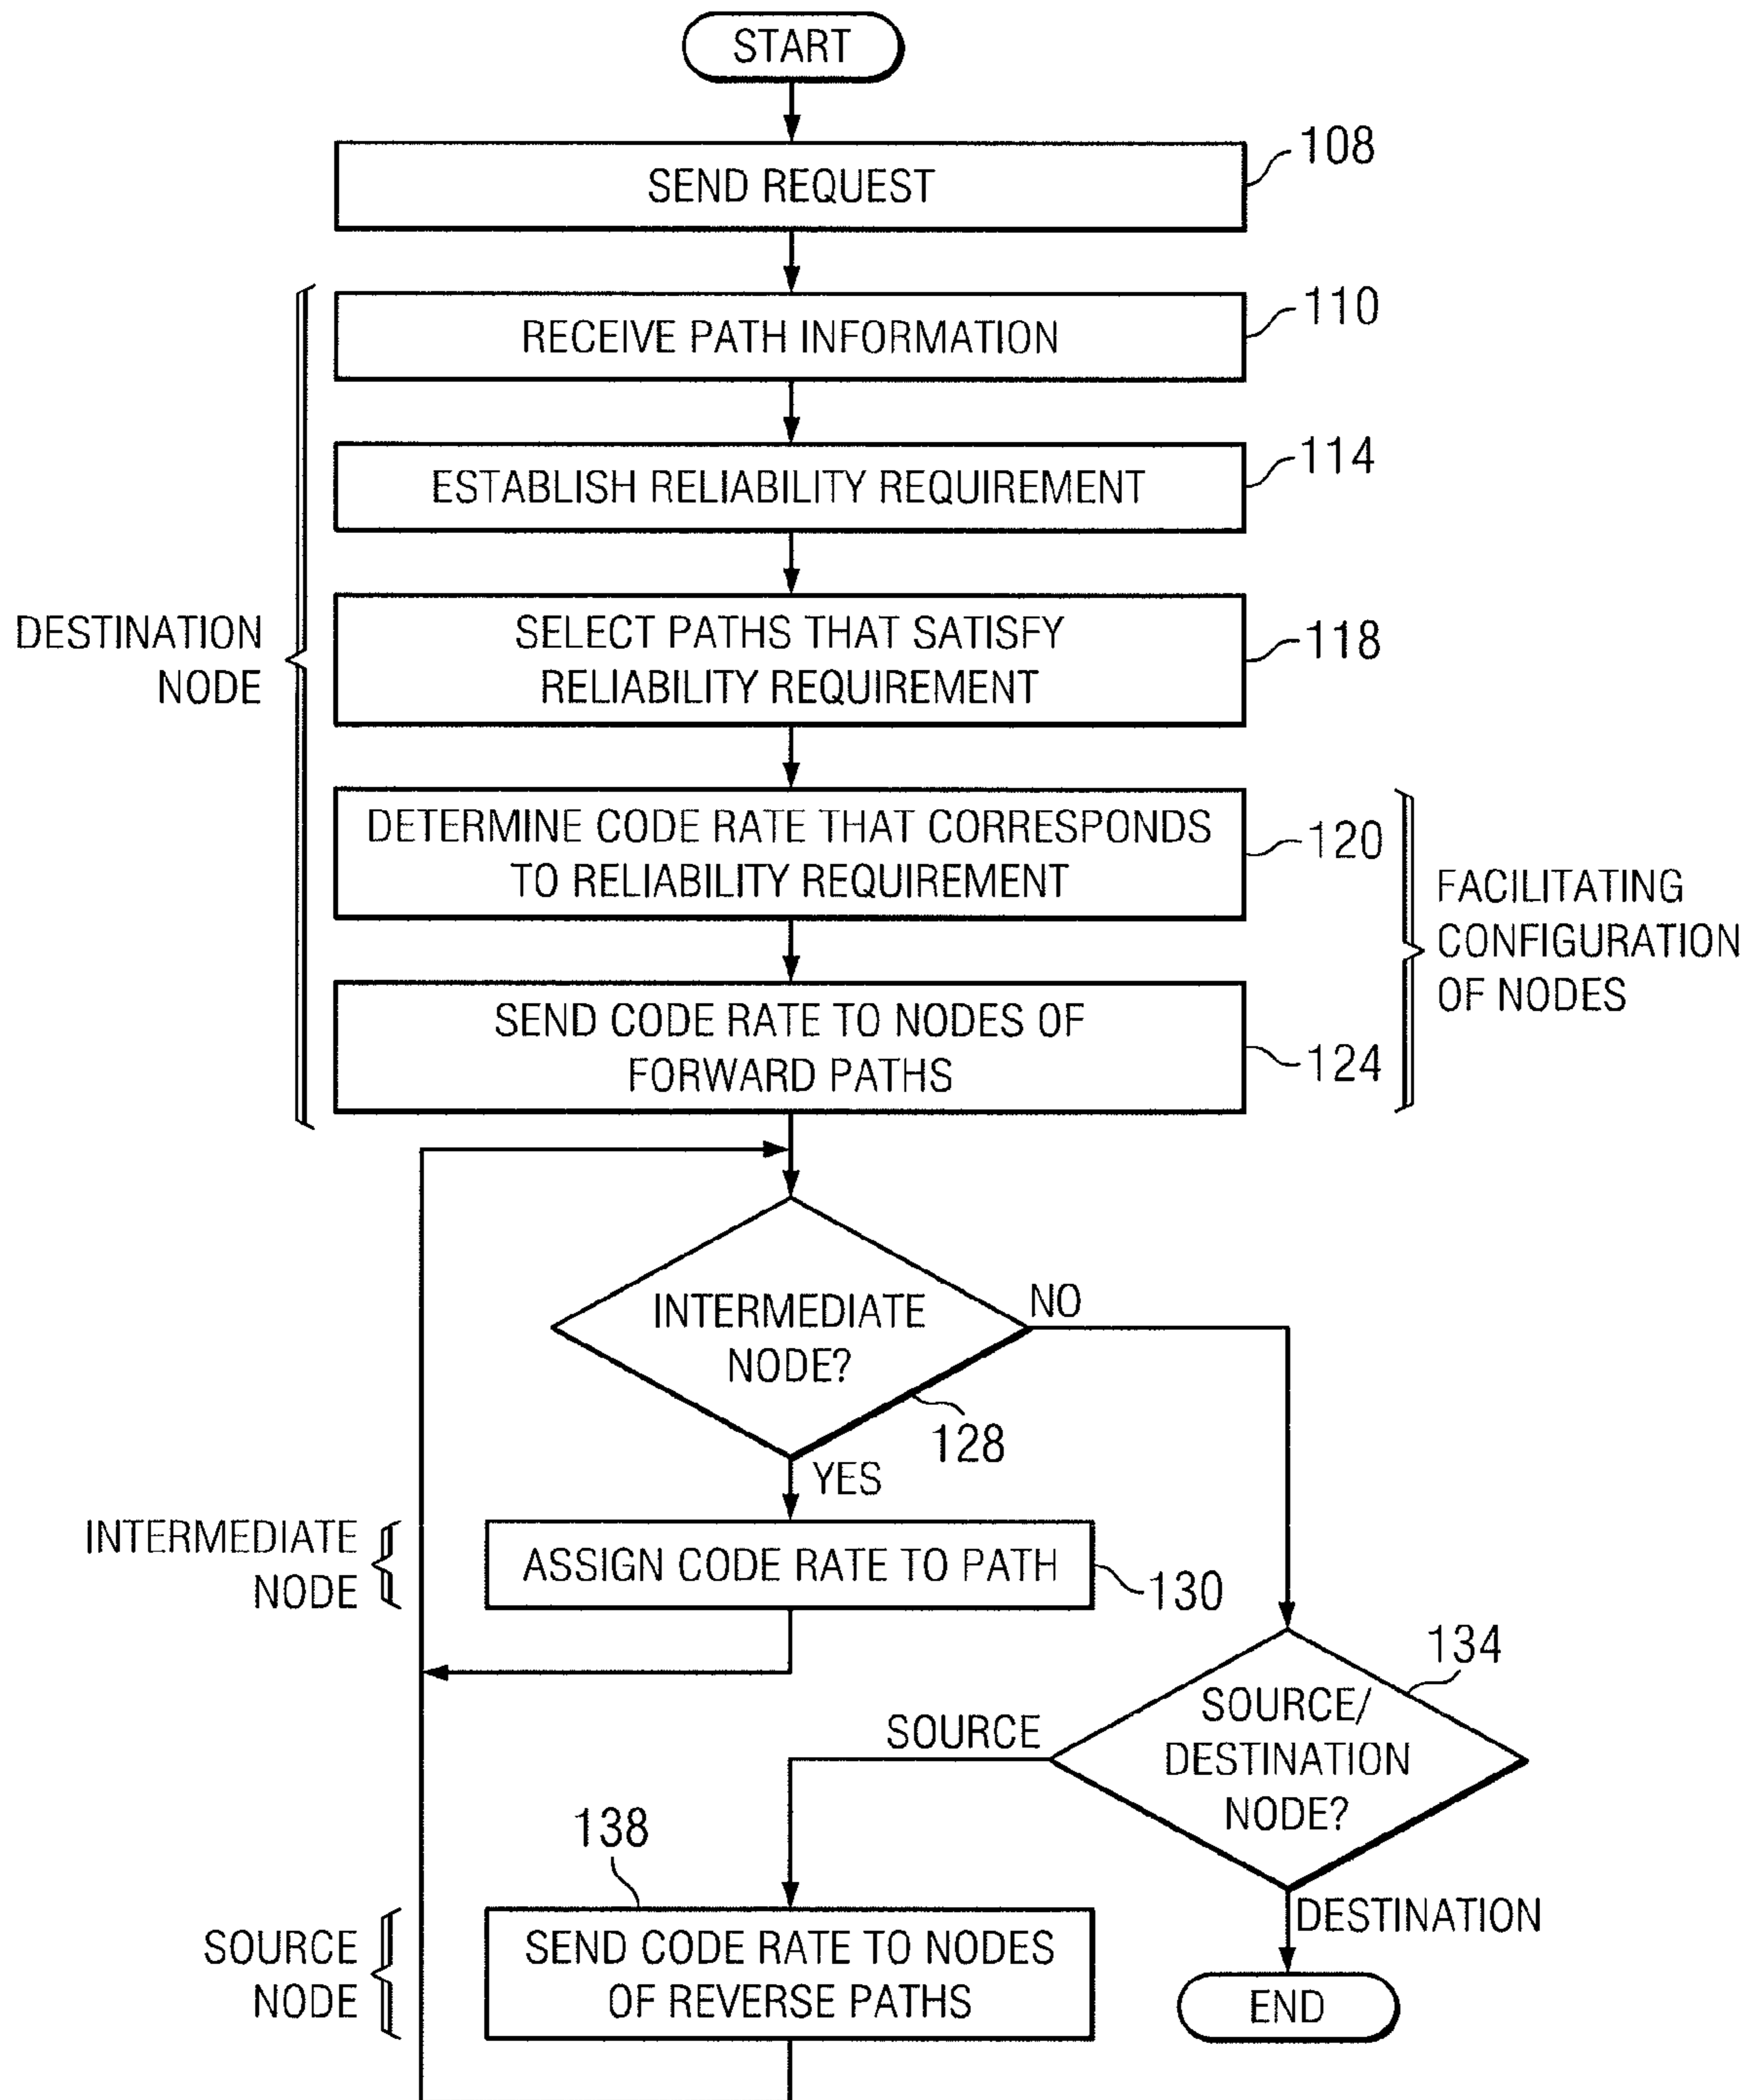 START
SEND REQUEST
108
RECEIVE PATH INFORMATION
110
ESTABLISH RELIABILITY REQUIREMENT
114
DESTINATION
NODE
SELECT PATHS THAT SATISFY
RELIABILITY REQUIREMENT
118
DETERMINE CODE RATE THAT CORRESPONDS
TO RELIABILITY REQUIREMENT
120
FACILITATING
CONFIGURATION
OF NODES
SEND CODE RATE TO NODES OF
FORWARD PATHS
124
INTERMEDIATE
NODE?
NO
128
YES
INTERMEDIATE
NODE
ASSIGN CODE RATE TO PATH
130
134
SOURCE/
DESTINATION
NODE?
SOURCE
138
DESTINATION
SOURCE
NODE
SEND CODE RATE TO NODES
OF REVERSE PATHS
END